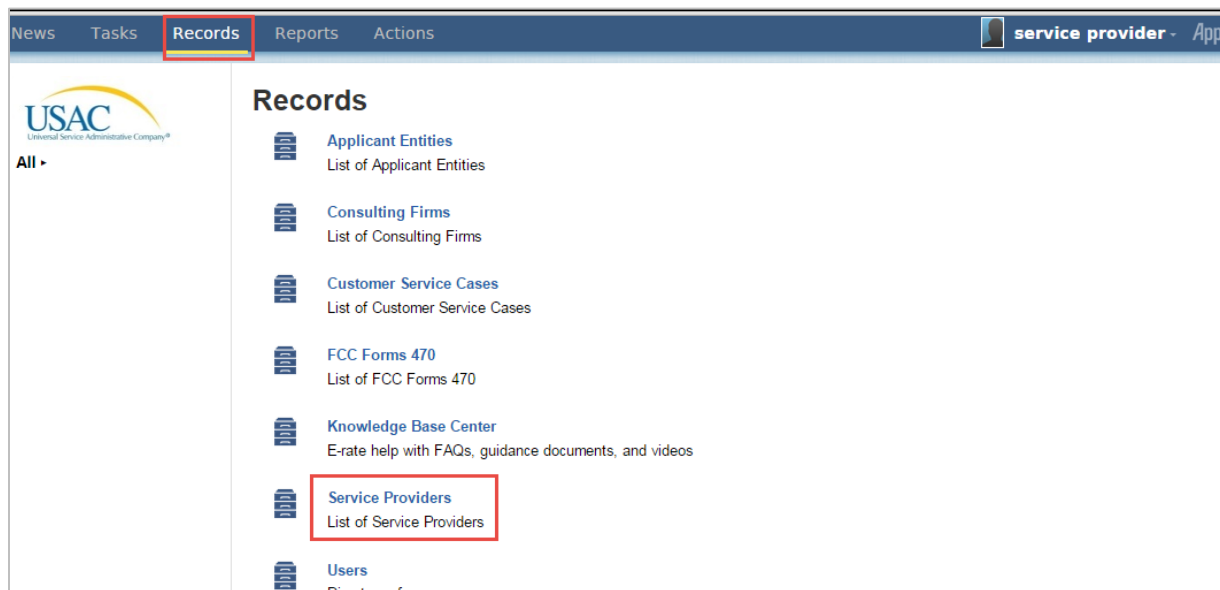 News Tasks Records Reports Actions service provider
USAC
Universal Service Administrative Company®
All
Records
Applicant Entities
List of Applicant Entities
Consulting Firms
List of Consulting Firms
Customer Service Cases
List of Customer Service Cases
FCC Forms 470
List of FCC Forms 470
Knowledge Base Center
E-rate help with FAQs, guidance documents, and videos
Service Providers
List of Service Providers
Users